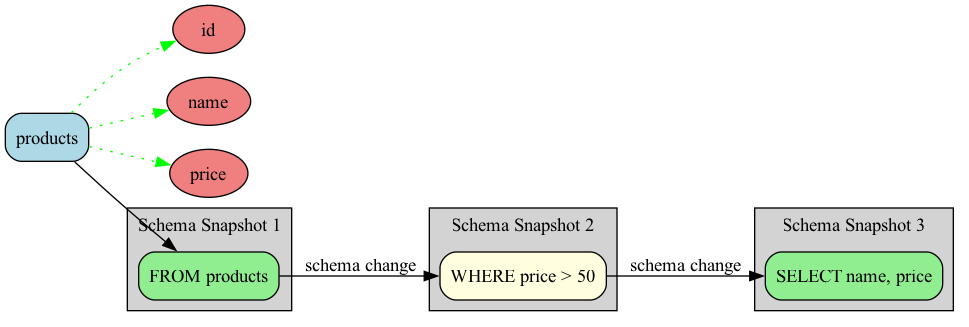 id
name
products
price
Schema Snapshot 1
Schema Snapshot 2
Schema Snapshot 3
FROM products
schema change
WHERE price > 50
schema change
SELECT name, price